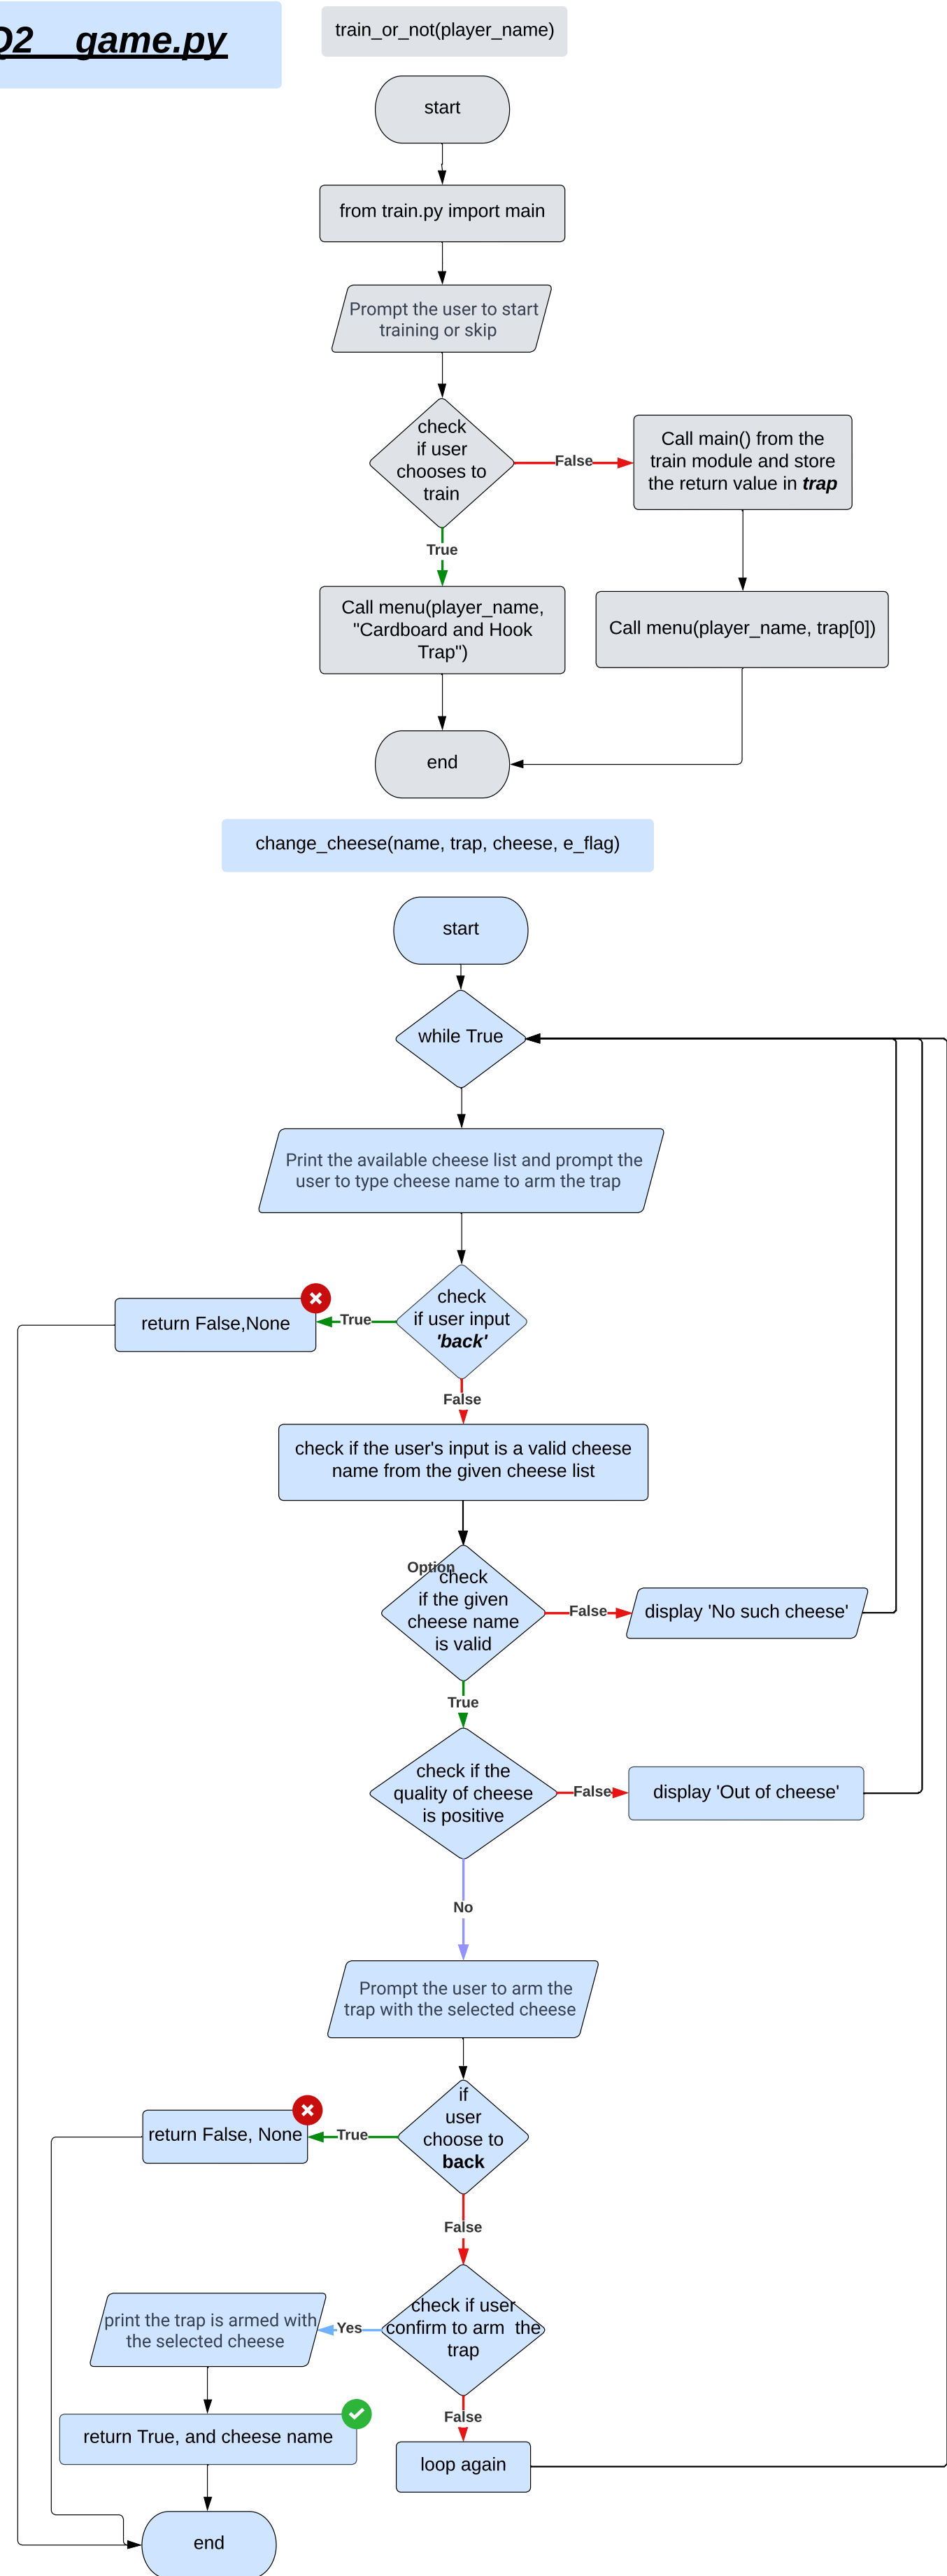 Q2    game.py
train_or_not(player_name)
start
from train.py import main
Prompt the user to start
training or skip
check
if user
chooses to
train
False
Call main() from the
train module and store
the return value in trap
True
Call menu(player_name,
"Cardboard and Hook
Trap")
Call menu(player_name, trap[0])
end
change_cheese(name, trap, cheese, e_flag)
start
while True
Print the available cheese list and prompt the
user to type cheese name to arm the trap
check
if user input
'back'
True
return False,None
False
check if the user's input is a valid cheese
name from the given cheese list
Option
check
if the given
cheese name
is valid
False
display 'No such cheese'
True
check if the
quality of cheese
is positive
False
display 'Out of cheese'
No
Prompt the user to arm the
trap with the selected cheese
if
user
choose to
back
True
return False, None
False
check if user
confirm to arm  the
trap
Yes
print the trap is armed with
the selected cheese
False
return True, and cheese name
loop again
end